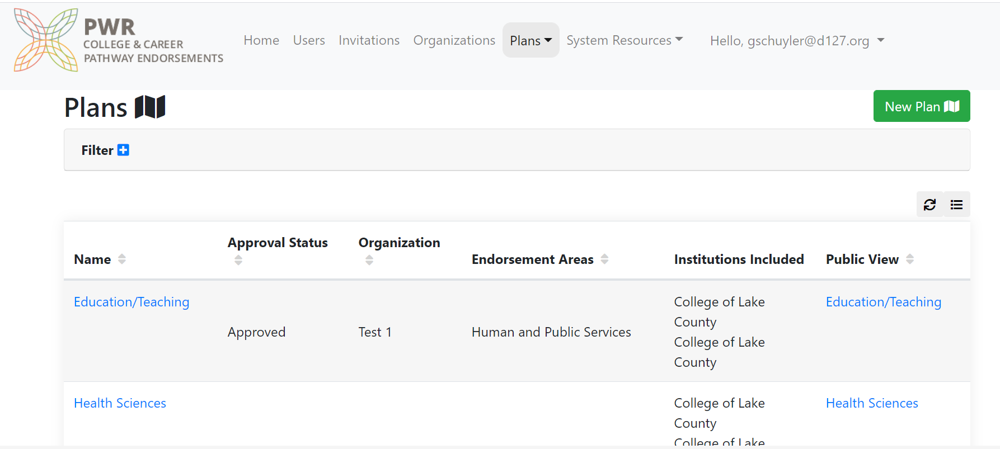 PWR
COLLEGE & CAREER
PATHWAY ENDORSEMENTS
Home Users Invitations Organizations Plans System Resources Hello, gschuyler@d127.org
Plans
New Plan
Filter
Name Approval Status Organization Endorsement Areas Institutions Included Public View
Education/Teaching Approved Test 1 Human and Public Services College of Lake Education/Teaching
County
College of Lake
County
Health Sciences College of Lake Health Sciences
County
College of Lake